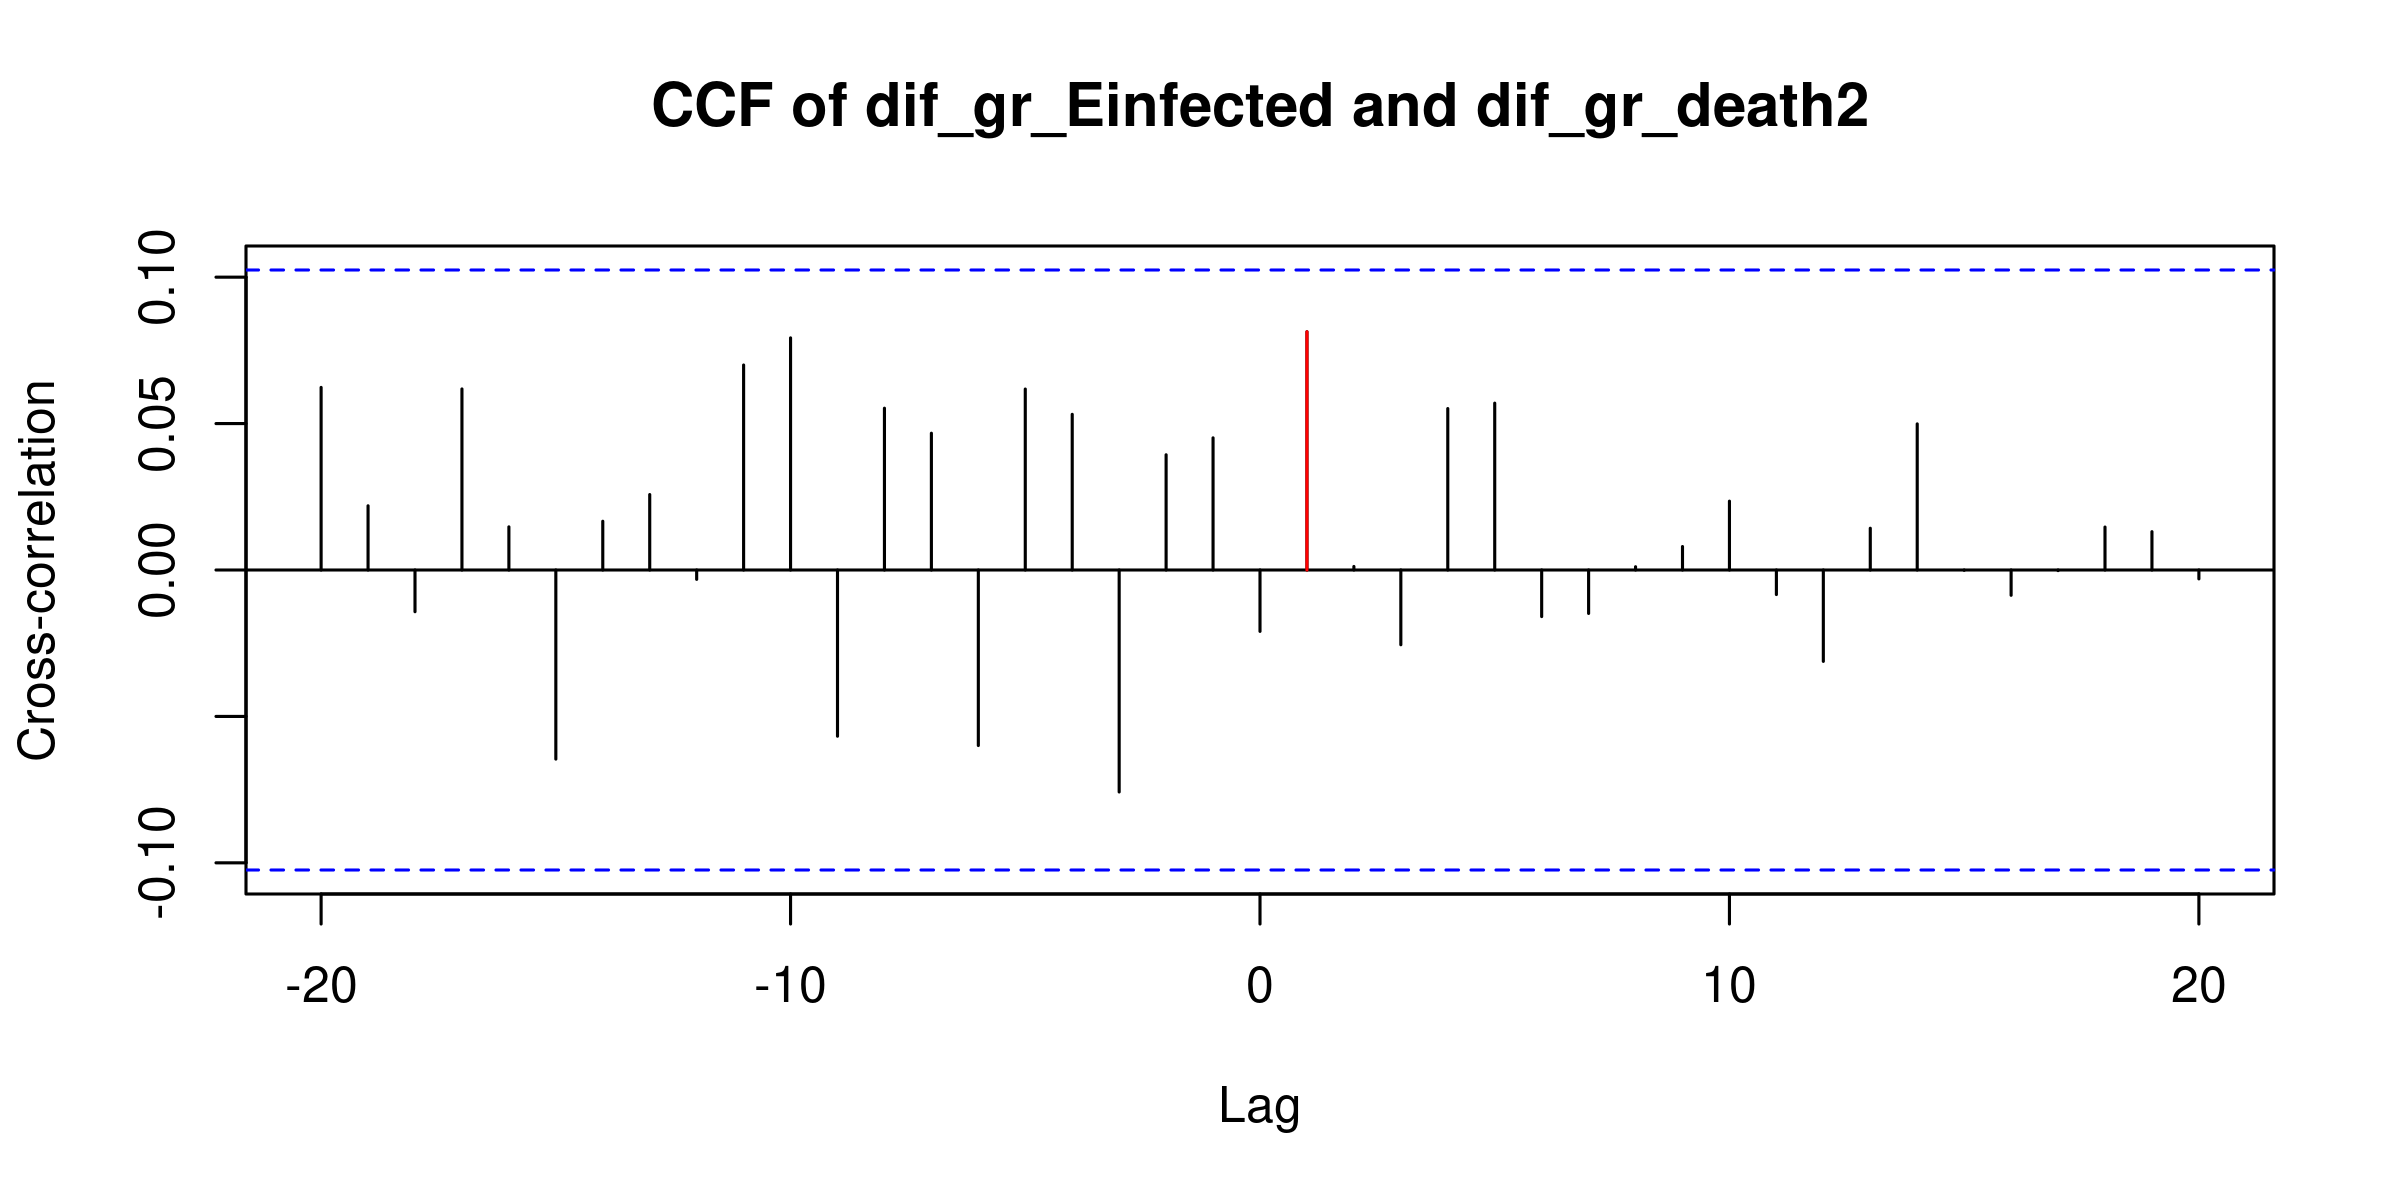 CCF of dif_gr_Einfected and dif_gr_death2
Cross-correlation
0.10
0.05
0.00
-0.10
-20 -10 0 10 20
Lag